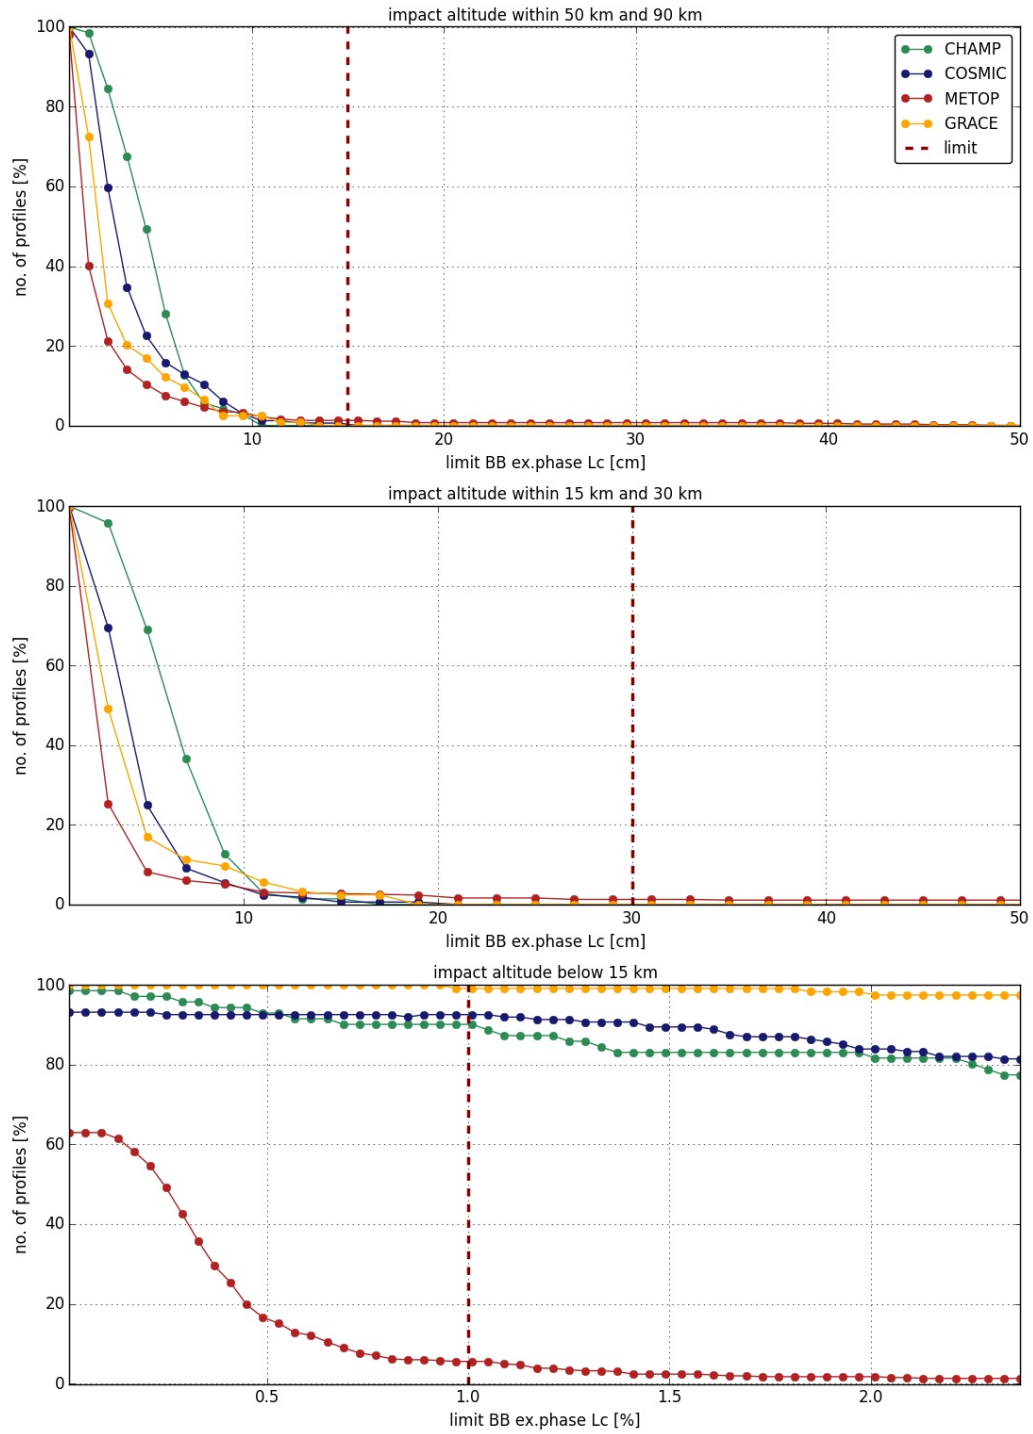 impact altitude within 50 km and 90 km
100
80
60
40
20
0
no. of profiles [%]
CHAMP
COSMIC
METOP
GRACE
limit
10
20
30
40
50
limit BB ex.phase Lc [cm]
impact altitude within 15 km and 30 km
100
80
60
40
20
0
no. of profiles [%]
10
20
30
40
50
limit BB ex.phase Lc [cm]
impact altitude below 15 km
100
80
60
40
20
0
no. of profiles [%]
0.5
1.0
1.5
2.0
limit BB ex.phase Lc [%]